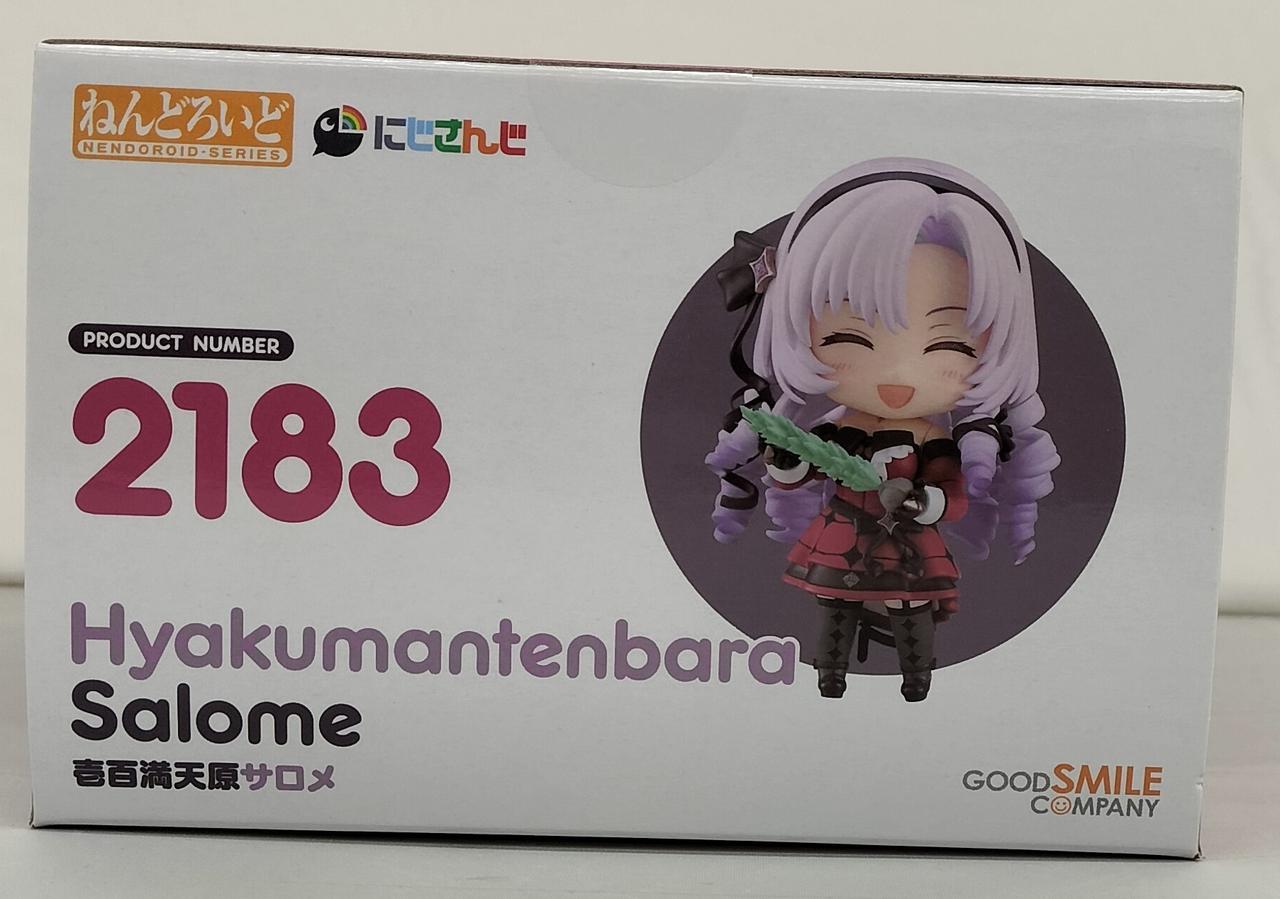 ねんどろいど
NENDOROID-SERIES
にじさんじ
PRODUCT NUMBER
2183
Hyakumantenbara
Salome
壱百満天原サロメ
GOODSMILE
COMPANY